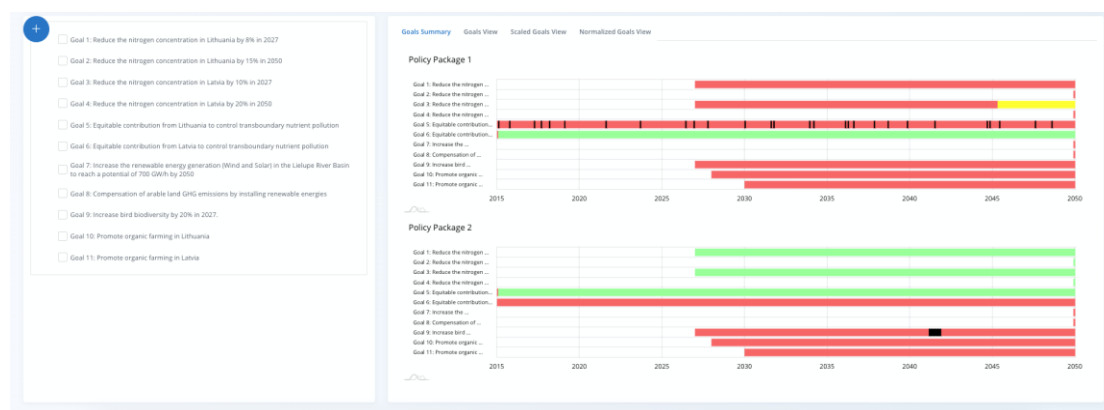 +
Goal 1: Reduce the nitrogen concentration in Lithuania by 8% in 2027
Goal 2: Reduce the nitrogen concentration in Lithuania by 15% in 2050
Goal 3: Reduce the nitrogen concentration in Latvia by 10% in 2027
Goal 4: Reduce the nitrogen concentration in Latvia by 20% in 2050
Goal 5: Equitable contribution from Lithuania to control transboundary nutrient pollution
Goal 6: Equitable contribution from Latvia to control transboundary nutrient pollution
Goal 7: Increase the renewable energy generation (Wind and Solar) in the Lielupe River Basin
to reach a potential of 700 GW/h by 2050
Goal 8: Compensation of arable land GHG emissions by installing renewable energies
Goal 9: Increase bird biodiversity by 20% in 2027.
Goal 10: Promote organic farming in Lithuania
Goal 11: Promote organic farming in Latvia
Goals Summary Goals View Scaled Goals View Normalized Goals View
Policy Package 1
Goal 1: Reduce the nitrogen ...
Goal 2: Reduce the nitrogen ...
Goal 3: Reduce the nitrogen ...
Goal 4: Reduce the nitrogen ...
Goal 5: Equitable contribution...
Goal 6: Equitable contribution...
Goal 7: Increase the ...
Goal 8: Compensation of ...
Goal 9: Increase bird ...
Goal 10: Promote organic ...
Goal 11: Promote organic ...
2015 2020 2025 2030 2035 2040 2045 2050
Policy Package 2
Goal 1: Reduce the nitrogen ...
Goal 2: Reduce the nitrogen ...
Goal 3: Reduce the nitrogen ...
Goal 4: Reduce the nitrogen ...
Goal 5: Equitable contribution...
Goal 6: Equitable contribution...
Goal 7: Increase the ...
Goal 8: Compensation of ...
Goal 9: Increase bird ...
Goal 10: Promote organic ...
Goal 11: Promote organic ...
2015 2020 2025 2030 2035 2040 2045 2050